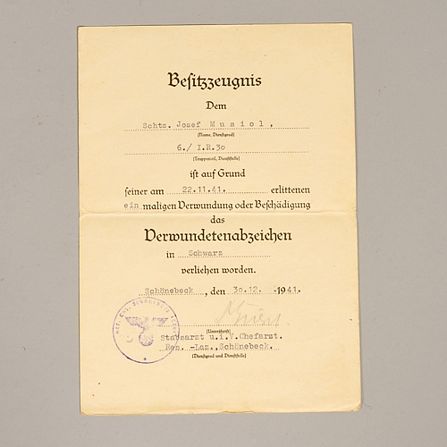 Besitzzeugnis
Dem
Schtz. Josef Musiol,
(Name, Dienstgrad)
6./ I.R.30
(Truppenteil, Dienststelle)
ist auf Grund
seiner am 22.11.41. erlittenen
ein maligen Verwundung oder Beschädigung
das
Verwundetenabzeichen
in Schwarz
verliehen worden.
Schönebeck, den 30.12. 1941.
(Unterschrift)
Stabsarzt u.i.V.Chefarzt.
Res. -Laz.,Schönebeck.
(Dienstgrad und Dienststelle)